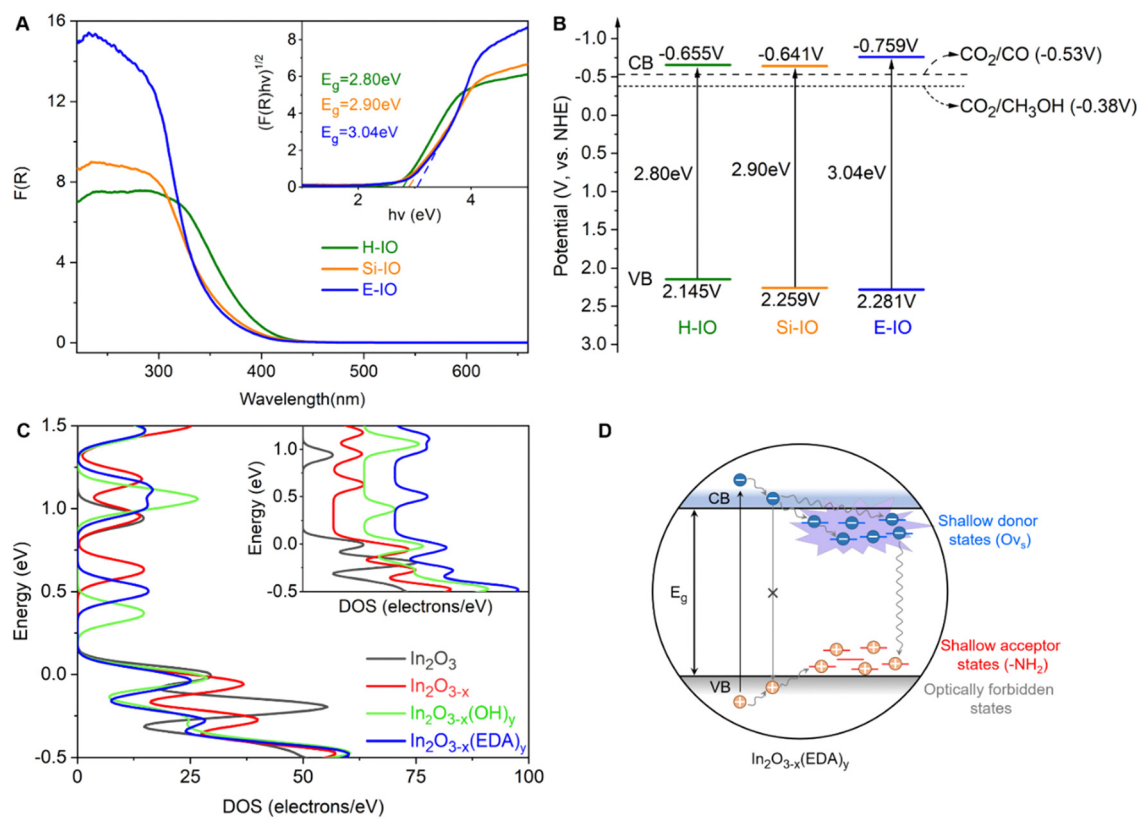 A
16
12
8
4
0
F(R)
300
400
500
600
Wavelength(nm)
H-IO
Si-IO
E-IO
8
6
4
2
0
(F(R)hv)1/2
Eg=2.80eV
Eg=2.90eV
Eg=3.04eV
2
4
hv (eV)
B
-1.0
-0.5
0.0
0.5
1.0
1.5
2.0
2.5
3.0
Potential (V, vs. NHE)
CB
-0.655V
-0.641V
-0.759V
CO2/CO (-0.53V)
CO2/CH3OH (-0.38V)
2.80eV
2.90eV
3.04eV
VB
2.145V
2.259V
2.281V
H-IO
Si-IO
E-IO
C
1.5
1.0
0.5
0.0
-0.5
Energy (eV)
0
25
50
75
100
DOS (electrons/eV)
1.0
0.5
0.0
-0.5
Energy (eV)
DOS (electrons/eV)
In2O3
In2O3-x
In2O3-x(OH)y
In2O3-x(EDA)y
D
CB
Eg
VB
Shallow donor
states (Ovs)
Shallow acceptor
states (-NH2)
Optically forbidden
states
In2O3-x(EDA)y